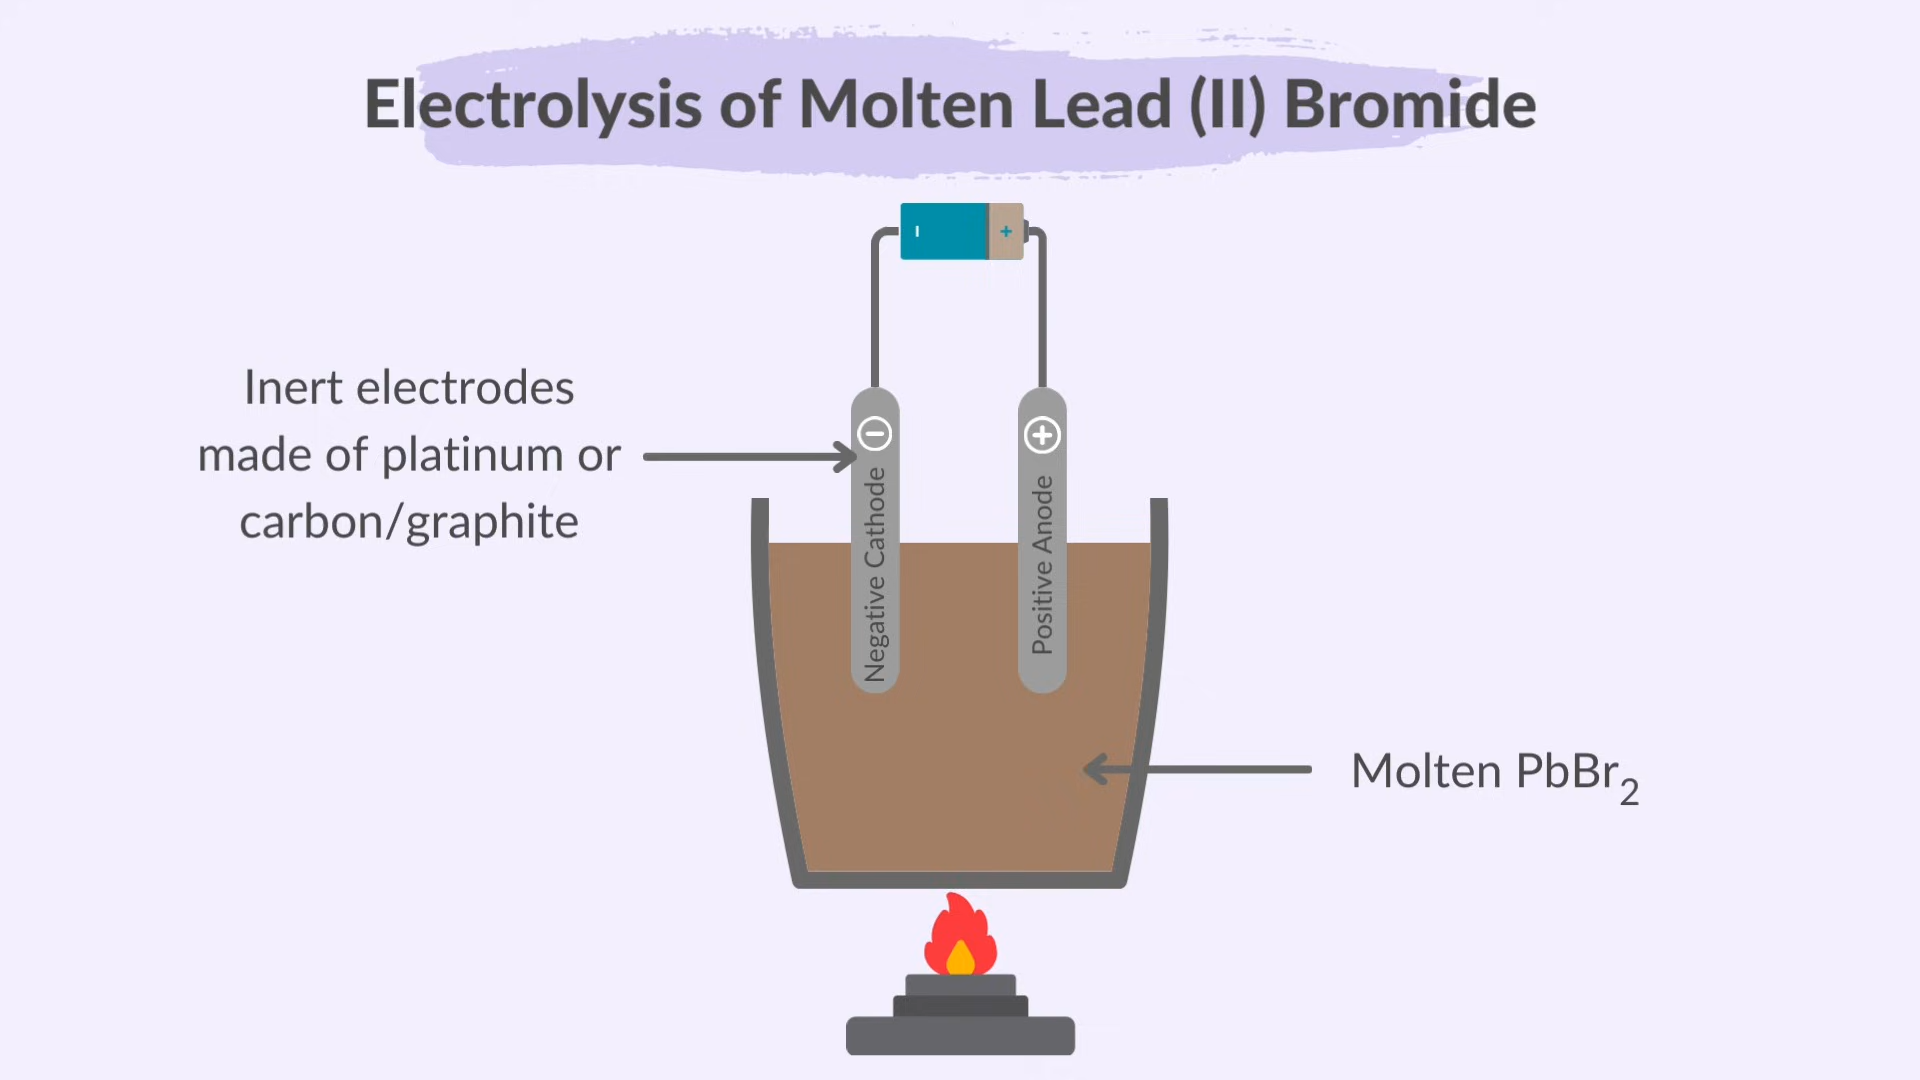 Electrolysis of Molten Lead (II) Bromide
Inert electrodes
made of platinum or
carbon/graphite
Negative Cathode
Positive Anode
Molten PbBr₂